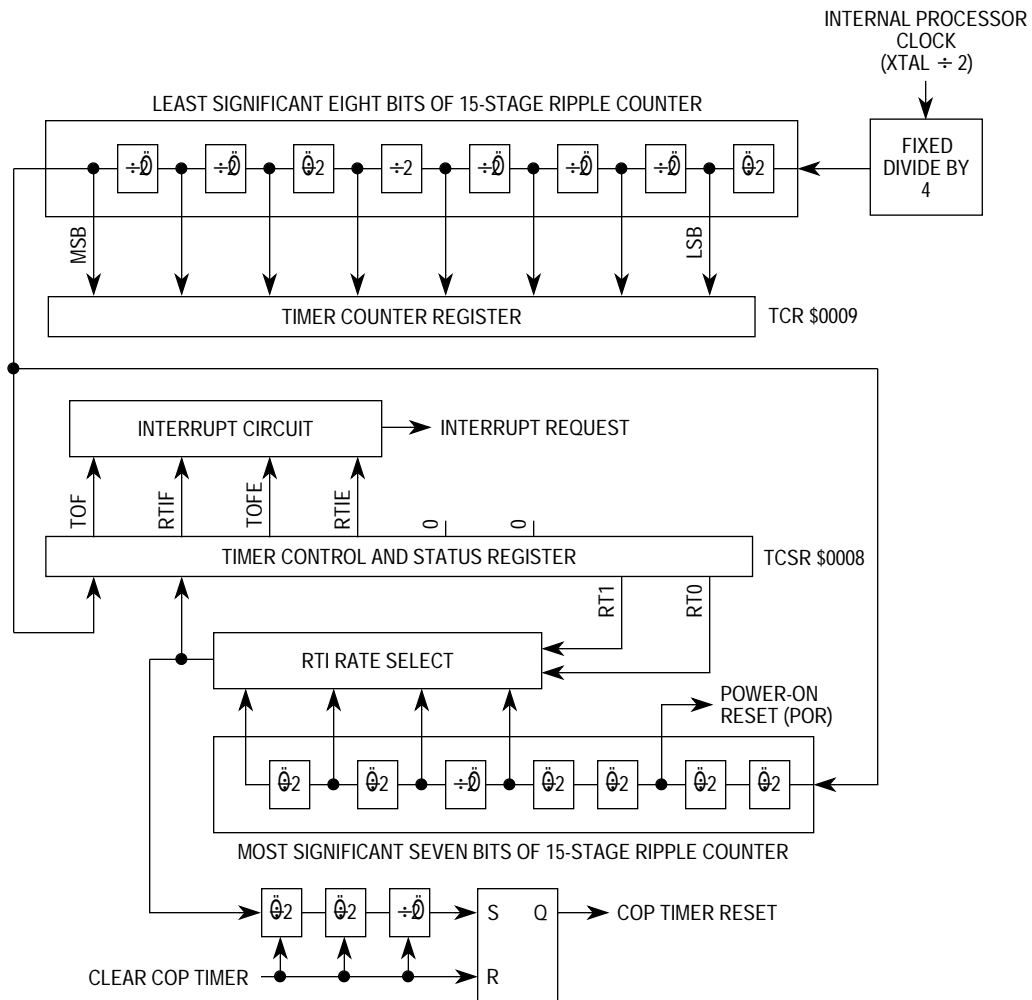 INTERNAL PROCESSOR
CLOCK
(XTAL ÷ 2)
LEAST SIGNIFICANT EIGHT BITS OF 15-STAGE RIPPLE COUNTER
÷2
FIXED
DIVIDE BY
4
MSB
LSB
TIMER COUNTER REGISTER
TCR $0009
INTERRUPT CIRCUIT
INTERRUPT REQUEST
TOF
RTIF
TOFE
RTIE
0
0
TIMER CONTROL AND STATUS REGISTER
TCSR $0008
RT1
RT0
RTI RATE SELECT
POWER-ON
RESET (POR)
MOST SIGNIFICANT SEVEN BITS OF 15-STAGE RIPPLE COUNTER
S Q
COP TIMER RESET
CLEAR COP TIMER
R